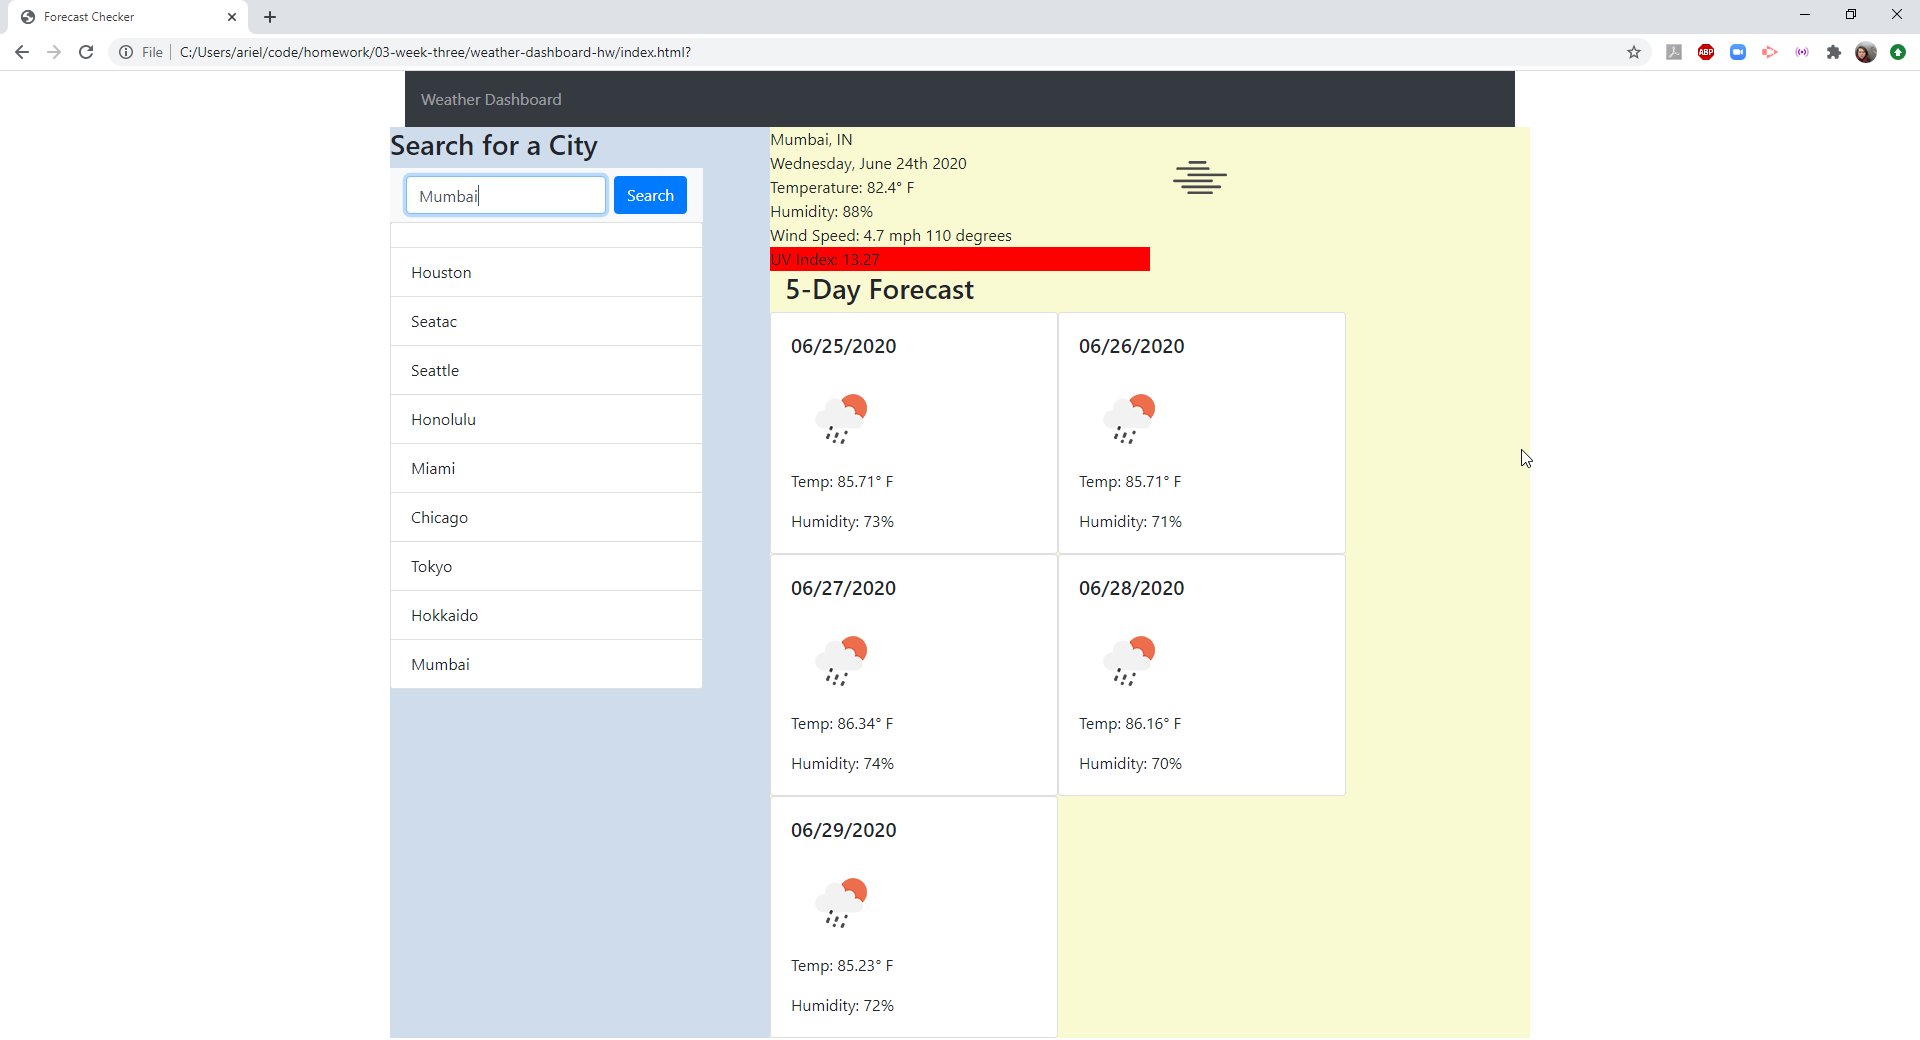 Forecast Checker
File C:/Users/ariel/code/homework/03-week-three/weather-dashboard-hw/index.html?
ABP
Weather Dashboard
Search for a City
Mumbai Search
Houston
Seatac
Seattle
Honolulu
Miami
Chicago
Tokyo
Hokkaido
Mumbai
Mumbai, IN
Wednesday, June 24th 2020
Temperature: 82.4° F
Humidity: 88%
Wind Speed: 4.7 mph 110 degrees
UV Index: 13.27
5-Day Forecast
06/25/2020
Temp: 85.71° F
Humidity: 73%
06/26/2020
Temp: 85.71° F
Humidity: 71%
06/27/2020
Temp: 86.34° F
Humidity: 74%
06/28/2020
Temp: 86.16° F
Humidity: 70%
06/29/2020
Temp: 85.23° F
Humidity: 72%